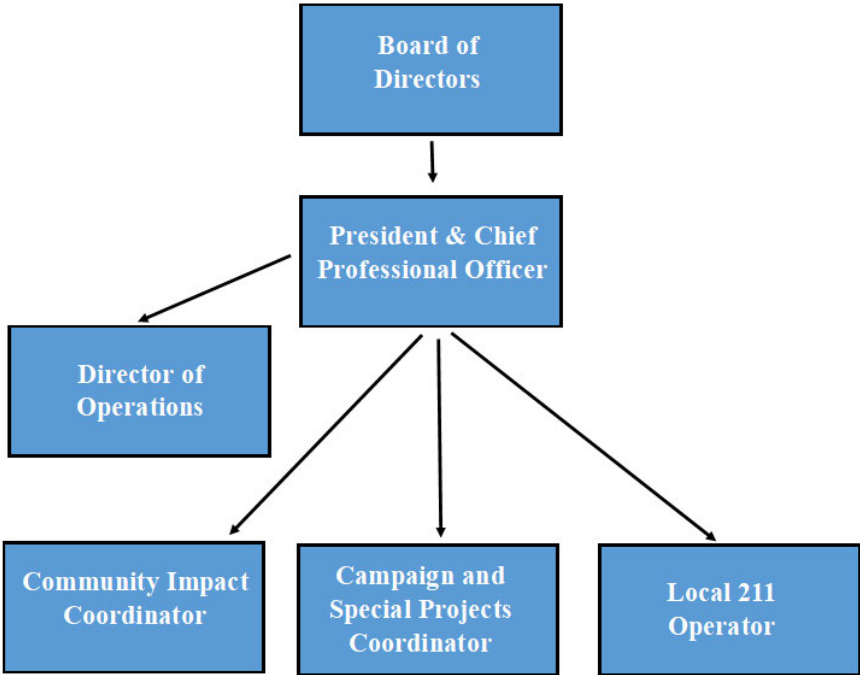 Board of
Directors
President & Chief
Professional Officer
Director of
Operations
Community Impact
Coordinator
Campaign and
Special Projects
Coordinator
Local 211
Operator